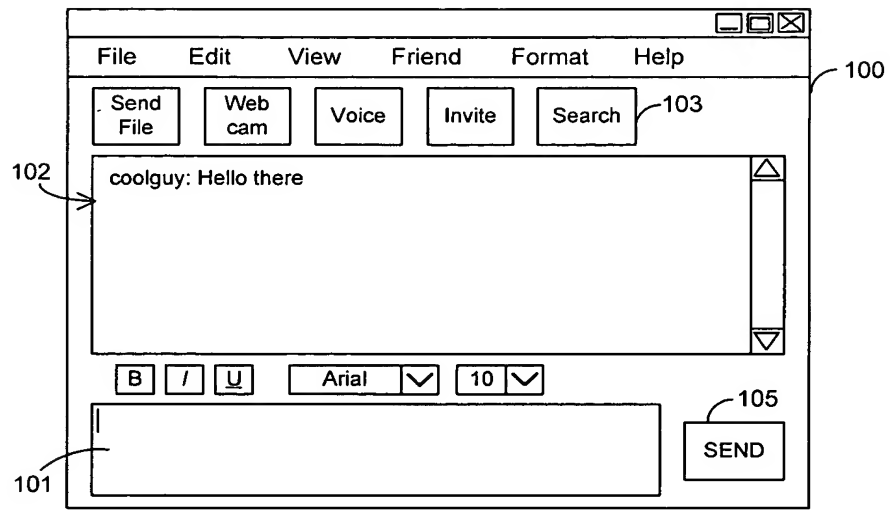 File Edit View Friend Format Help
100
Send File Web cam Voice Invite Search 103
102
coolguy: Hello there
B I U Arial 10
105
SEND
101